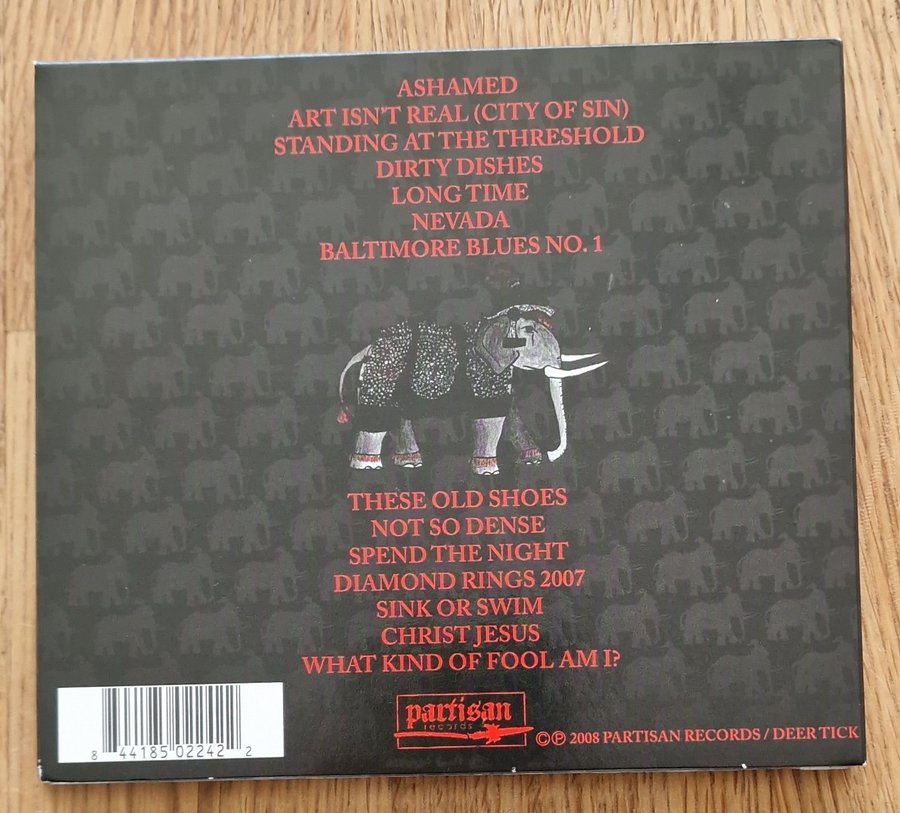 ASHAMED
ART ISN'T REAL (CITY OF SIN)
STANDING AT THE THRESHOLD
DIRTY DISHES
LONG TIME
NEVADA
BALTIMORE BLUES NO. 1
THESE OLD SHOES
NOT SO DENSE
SPEND THE NIGHT
DIAMOND RINGS 2007
SINK OR SWIM
CHRIST JESUS
WHAT KIND OF FOOL AM I?
partisan
records
©℗ 2008 PARTISAN RECORDS / DEER TICK
8 44185 02242 2